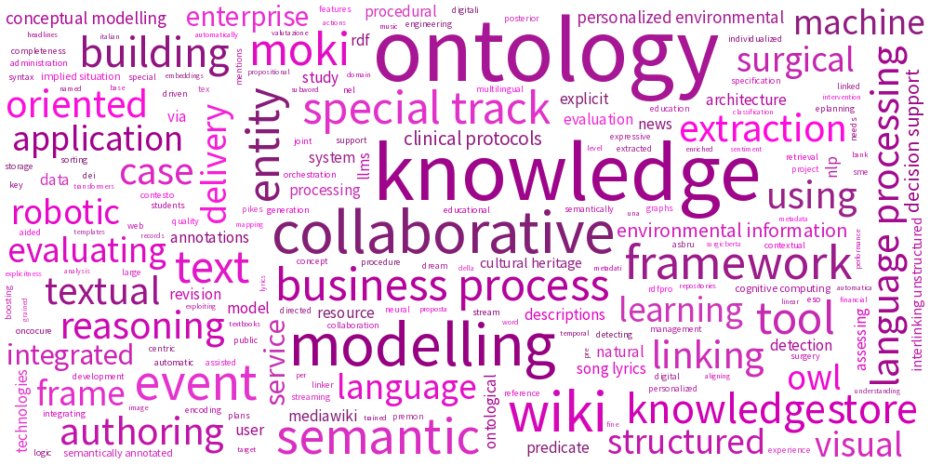 conceptual modelling
enterprise
features
procedural
digitali
posterior
personalized environmental
machine
headlines
italian
automatically
actions
music
engineering
individualized
completeness
building
moki
rdf
valutazione
ontology
surgical
administration
mentions
propositional
study
domain
embeddings
syntax
implied situation
special
named
base
tex
subword
nel
multilingual
specification
linked
intervention
oriented
driven
via
special track
explicit
architecture
education
classification
eplanning
application
delivery
entity
evaluation
news
extraction
needs
decision support
language processing
joint
support
clinical protocols
expressive
level
extracted
enriched
sentiment
retrieval
bank
storage
sorting
case
system
llms
knowledge
nlp
project
sme
key
dei
transformers
data
orchestration
processing
using
robotic
contesto
students
pikes
generation
educational
semantically
una
graphs
metadata
aided
templates
web
quality
mapping
records
annotations
collaborative
environmental information
evaluating
text
concept
procedure
dream
della
cultural heritage
metadati
asbru
sugicberta
contextual
framework
performance
explicitness
analysis
large
exploiting
lyrics
rdfpro
repositories
cognitive computing
automatica
unstructured
interlinking
boosting
textual
revision
model
business process
learning
linear
eso
financial
tool
grained
directed
resource
neural
proposta
stream
descriptions
oncocure
reasoning
textbooks
public
collaboration
word
temporal
detecting
management
assessing
service
modelling
integrated
centric
automatic
assisted
per
linker
streaming
pre
natural
song lyrics
linking
detection
surgery
digital
personalized
aligning
owl
understanding
technologies
frame
development
event
language
ontological
reference
fine
integrating
image
encoding
plans
mediawiki
trained
premon
wiki
knowledgestore
authoring
user
semantic
predicate
structured
experience
visual
logic
semantically annotated
target